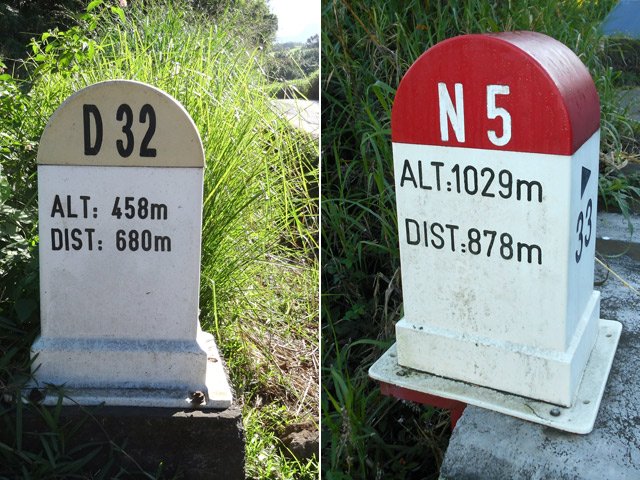 D 32
ALT: 458m
DIST: 680m
N 5
ALT:1029m
DIST:878m
33